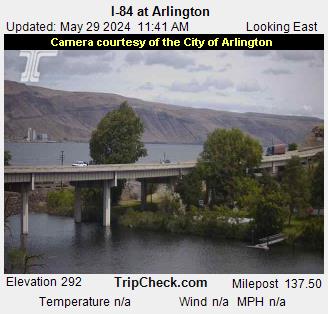 I-84 at Arlington
Updated: May 29 2024 11:41 AM Looking East
Camera courtesy of the City of Arlington
Elevation 292 TripCheck.com Milepost 137.50
Temperature n/a Wind n/a MPH n/a